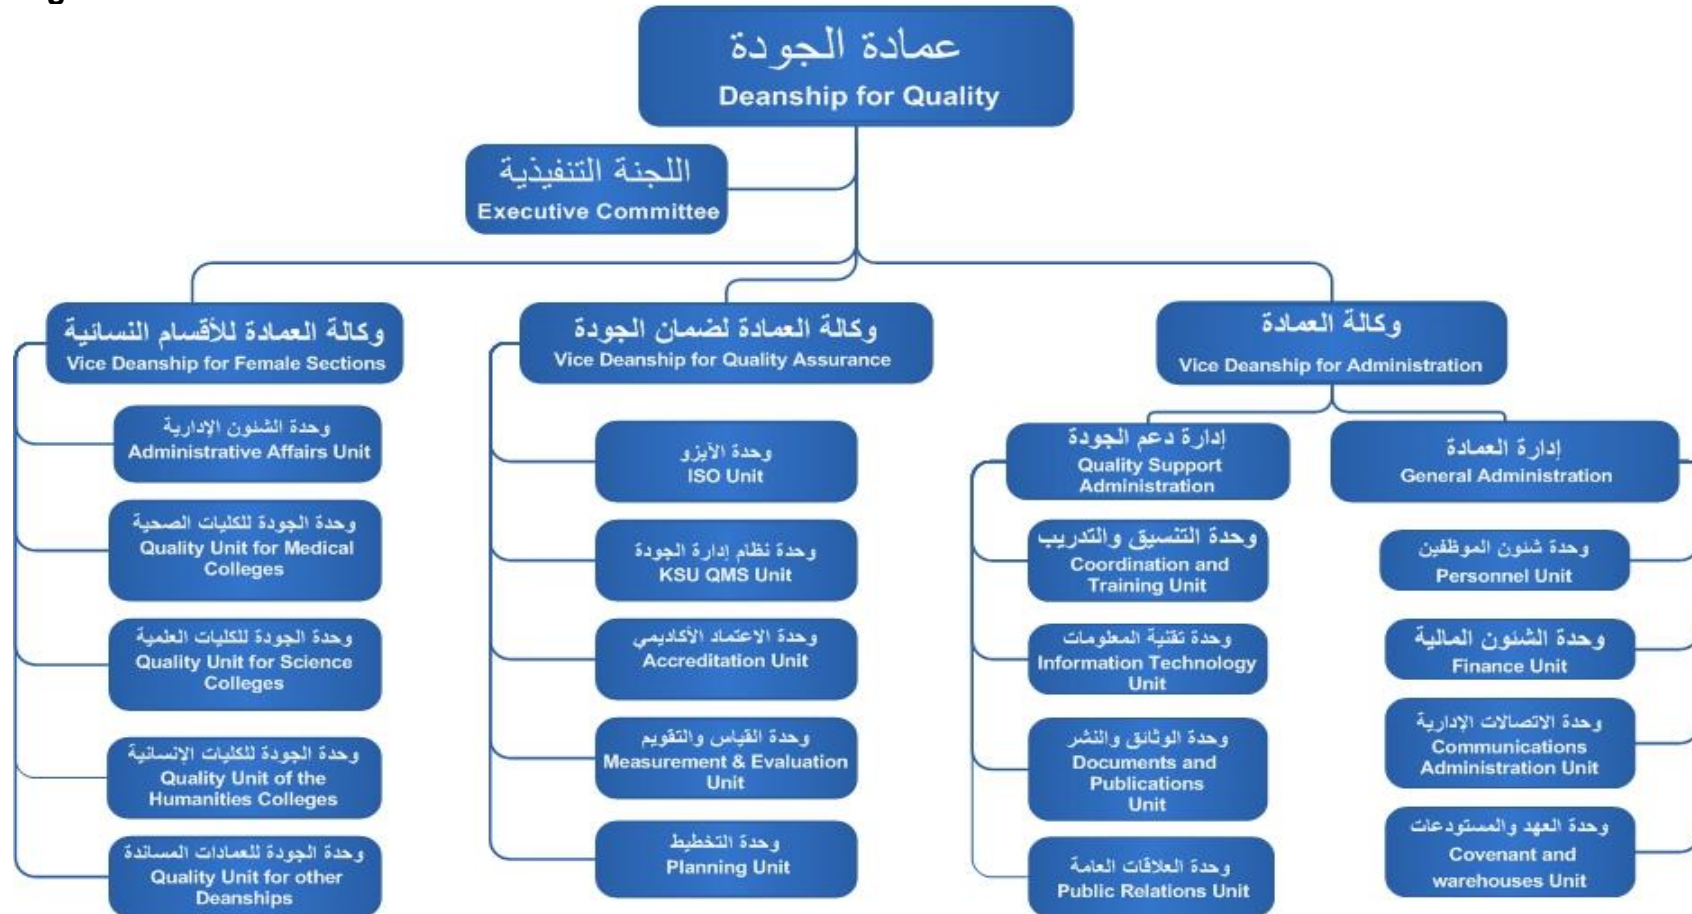 عمادة الجودة
Deanship for Quality
اللجنة التنفيذية
Executive Committee
وكالة العمادة للأقسام النسائية
Vice Deanship for Female Sections
وحدة الشئون الإدارية
Administrative Affairs Unit
وحدة الجودة للكليات الصحية
Quality Unit for Medical
Colleges
وحدة الجودة للكليات العلمية
Quality Unit for Science
Colleges
وحدة الجودة للكليات الإنسانية
Quality Unit of the
Humanities Colleges
وحدة الجودة للعمادات المساندة
Quality Unit for other
Deanships
وكالة العمادة لضمان الجودة
Vice Deanship for Quality Assurance
وحدة الآيزو
ISO Unit
وحدة نظام إدارة الجودة
KSU QMS Unit
وحدة الاعتماد الأكاديمي
Accreditation Unit
وحدة القياس والتقويم
Measurement & Evaluation
Unit
وحدة التخطيط
Planning Unit
وكالة العمادة
Vice Deanship for Administration
إدارة دعم الجودة
Quality Support
Administration
وحدة التنسيق والتدريب
Coordination and
Training Unit
وحدة تقنية المعلومات
Information Technology
Unit
وحدة الوثائق والنشر
Documents and
Publications
Unit
وحدة العلاقات العامة
Public Relations Unit
إدارة العمادة
General Administration
وحدة شئون الموظفين
Personnel Unit
وحدة الشئون المالية
Finance Unit
وحدة الاتصالات الإدارية
Communications
Administration Unit
وحدة العهد والمستودعات
Covenant and
warehouses Unit